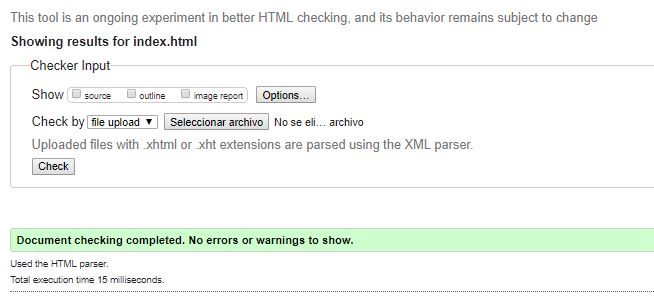 This tool is an ongoing experiment in better HTML checking, and its behavior remains subject to change
Showing results for index.html
Checker Input
Show source outline image report Options...
Check by file upload Seleccionar archivo No se eli... archivo
Uploaded files with .xhtml or .xht extensions are parsed using the XML parser.
Check
Document checking completed. No errors or warnings to show.
Used the HTML parser.
Total execution time 15 milliseconds.